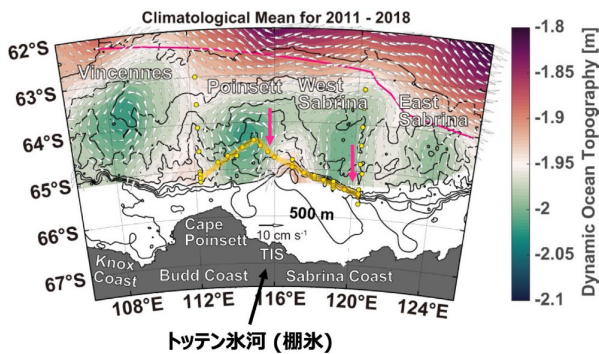 Climatological Mean for 2011 - 2018
62°S
63°S
64°S
65°S
66°S
67°S
Vincennes
Poinsett
West
Sabrina
East
Sabrina
500 m
10 cm s⁻¹
Cape
Poinsett
TIS
Knox
Coast
Budd Coast
Sabrina Coast
108°E
112°E
116°E
120°E
124°E
トッテン氷河 (棚氷)
-1.8
-1.85
-1.9
-1.95
-2
-2.05
-2.1
Dynamic Ocean Topography [m]